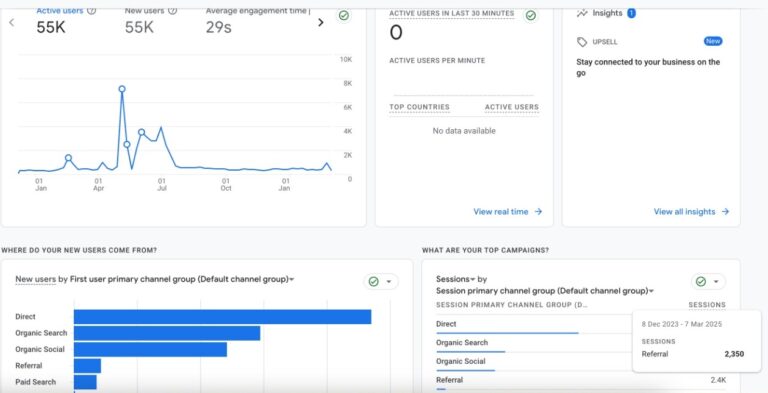 Active users
New users
Average engagement time
55K
55K
29s
10K
8K
6K
4K
2K
0
01
Jan
01
Apr
01
Jul
01
Oct
01
Jan
ACTIVE USERS IN LAST 30 MINUTES
0
ACTIVE USERS PER MINUTE
TOP COUNTRIES
ACTIVE USERS
No data available
View real time →
Insights 1
UPSELL
New
Stay connected to your business on the
go
View all insights →
WHERE DO YOUR NEW USERS COME FROM?
New users by First user primary channel group (Default channel group)
Direct
Organic Search
Organic Social
Referral
Paid Search
WHAT ARE YOUR TOP CAMPAIGNS?
Sessions by
Session primary channel group (Default channel group)
SESSION PRIMARY CHANNEL GROUP (D...
SESSIONS
Direct
Organic Search
Organic Social
Referral
2.4K
8 Dec 2023 - 7 Mar 2025
SESSIONS
Referral 2,350